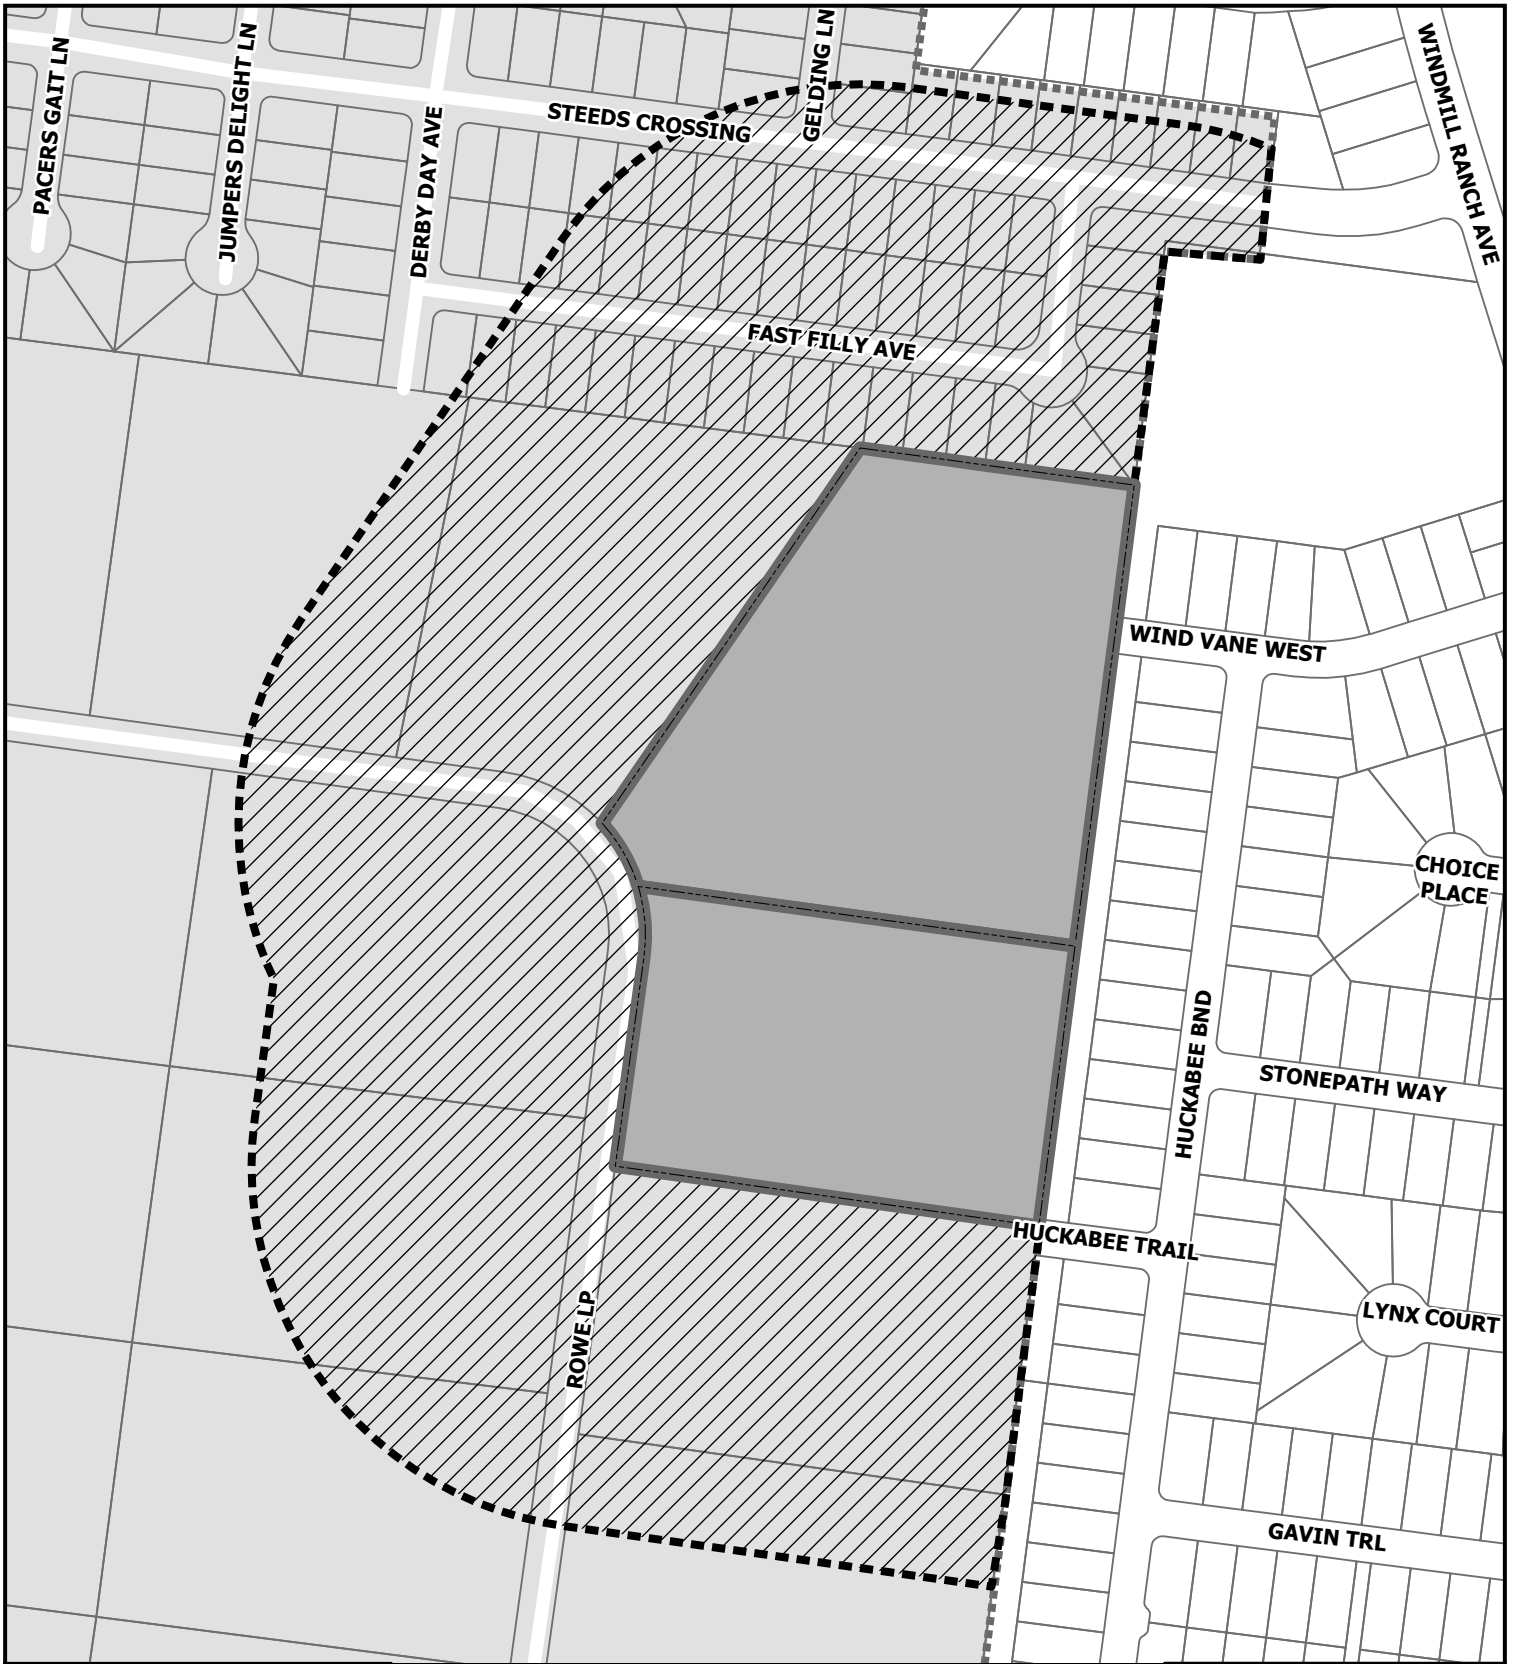 PACERS GAIT LN
JUMPERS DELIGHT LN
DERBY DAY AVE
STEEDS CROSSING
GELDING LN
WINDMILL RANCH AVE
FAST FILLY AVE
WIND VANE WEST
CHOICE
PLACE
HUCKABEE BND
STONEPATH WAY
HUCKABEE TRAIL
LYNX COURT
ROWE LP
GAVIN TRL